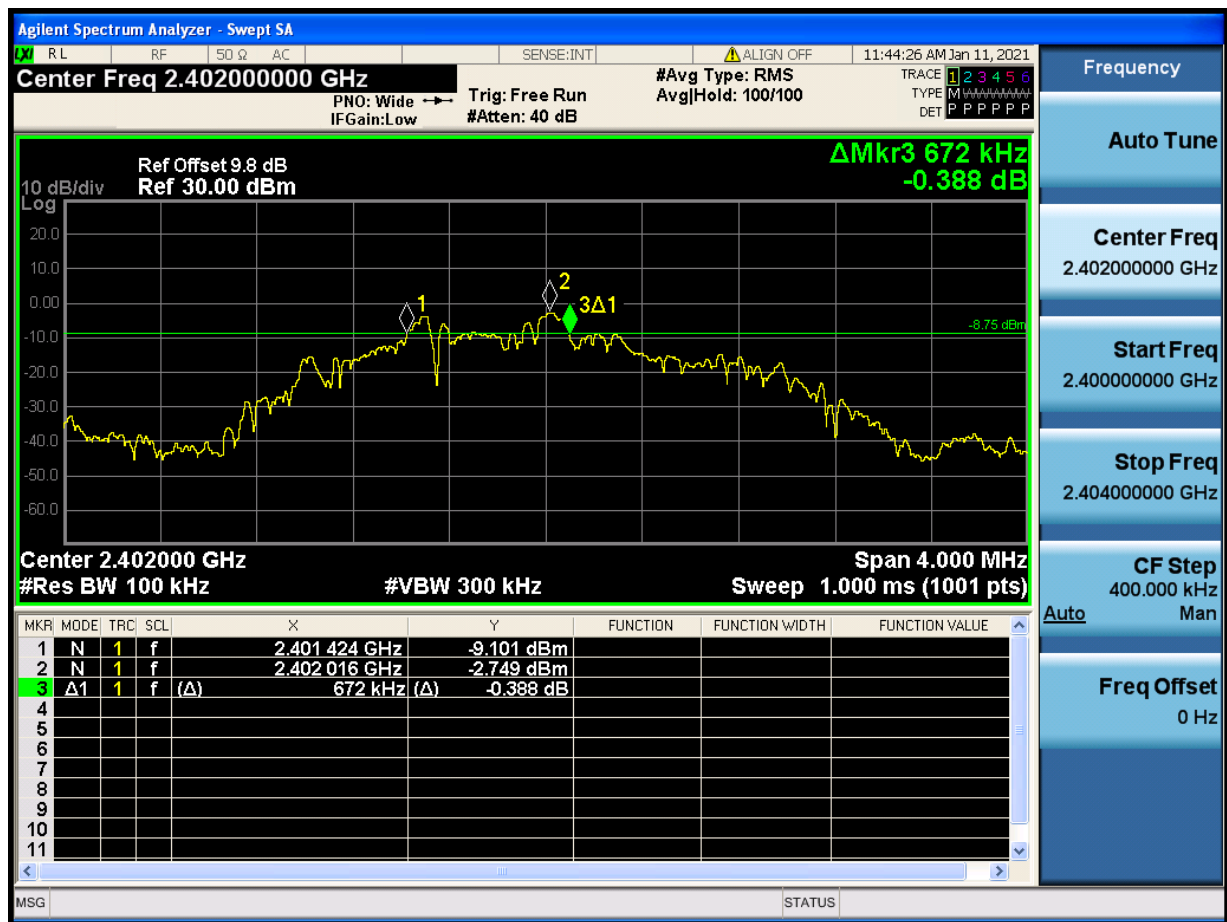 Agilent Spectrum Analyzer - Swept SA
LXI RL RF 50 Ω AC SENSE:INT ALIGN OFF 11:44:26 AM Jan 11, 2021
Center Freq 2.402000000 GHz
#Avg Type: RMS
Avg|Hold: 100/100
TRACE 1 2 3 4 5 6
TYPE M W W W W W
DET P P P P P P
PNO: Wide
IFGain:Low
Trig: Free Run
#Atten: 40 dB
ΔMkr3 672 kHz
-0.388 dB
Ref Offset 9.8 dB
10 dB/div Ref 30.00 dBm
Log
20.0
10.0
0.00
-10.0
-20.0
-30.0
-40.0
-50.0
-60.0
1
2
3Δ1
-8.75 dBm
Center 2.402000 GHz Span 4.000 MHz
#Res BW 100 kHz #VBW 300 kHz Sweep 1.000 ms (1001 pts)
MKR MODE TRC SCL X Y FUNCTION FUNCTION WIDTH FUNCTION VALUE
1 N 1 f 2.401 424 GHz -9.101 dBm
2 N 1 f 2.402 016 GHz -2.749 dBm
3 Δ1 1 f (Δ) 672 kHz (Δ) -0.388 dB
4
5
6
7
8
9
10
11
MSG STATUS
Frequency
Auto Tune
Center Freq
2.402000000 GHz
Start Freq
2.400000000 GHz
Stop Freq
2.404000000 GHz
CF Step
400.000 kHz
Auto Man
Freq Offset
0 Hz